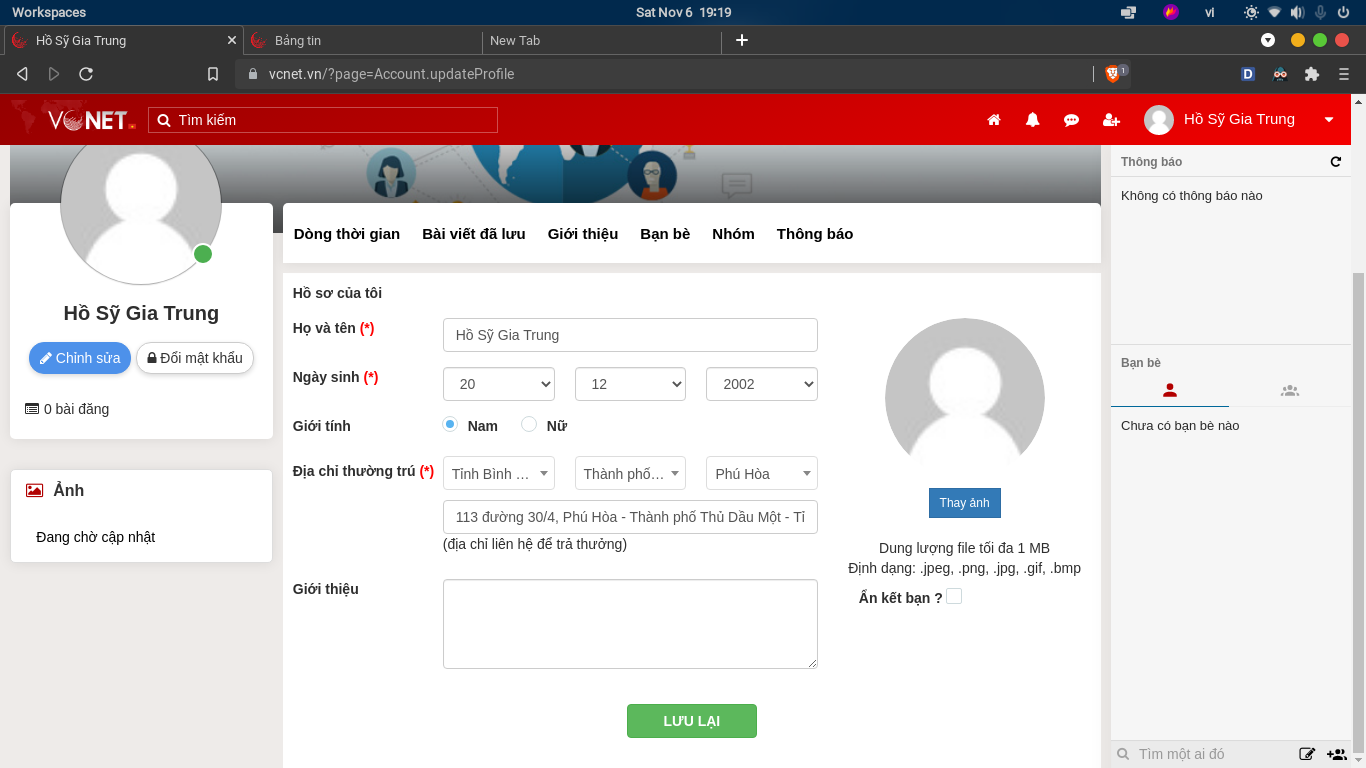 Workspaces
Sat Nov 6 19:19
vi
Hồ Sỹ Gia Trung
Bảng tin
New Tab
vcnet.vn/?page=Account.updateProfile
1
D
VCNET
Tìm kiếm
Hồ Sỹ Gia Trung
Dòng thời gian
Bài viết đã lưu
Giới thiệu
Bạn bè
Nhóm
Thông báo
Hồ Sỹ Gia Trung
Chỉnh sửa
Đổi mật khẩu
0 bài đăng
Ảnh
Đang chờ cập nhật
Hồ sơ của tôi
Họ và tên (*)
Hồ Sỹ Gia Trung
Ngày sinh (*)
20
12
2002
Giới tính
Nam
Nữ
Địa chỉ thường trú (*)
Tỉnh Bình ...
Thành phố...
Phú Hòa
113 đường 30/4, Phú Hòa - Thành phố Thủ Dầu Một - Tỉ
(địa chỉ liên hệ để trả thưởng)
Giới thiệu
LƯU LẠI
Thay ảnh
Dung lượng file tối đa 1 MB
Định dạng: .jpeg, .png, .jpg, .gif, .bmp
Ẩn kết bạn ?
Thông báo
Không có thông báo nào
Bạn bè
Chưa có bạn bè nào
Tìm một ai đó